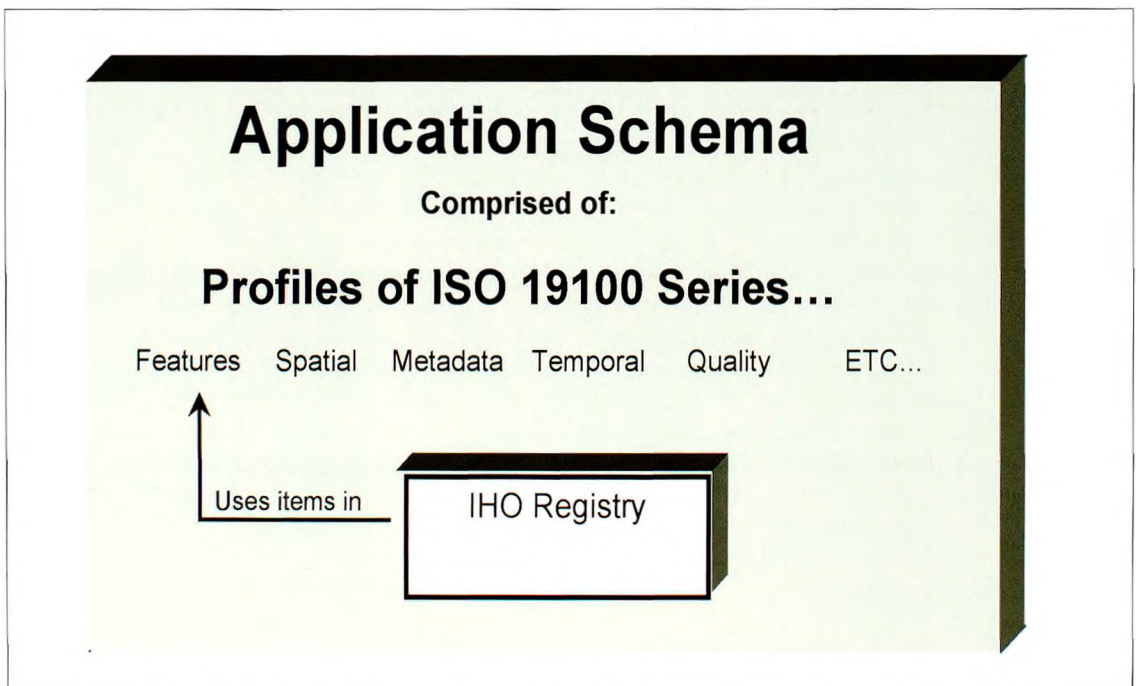 Application Schema
Comprised of:
Profiles of ISO 19100 Series...
Features Spatial Metadata Temporal Quality ETC...
Uses items in
IHO Registry